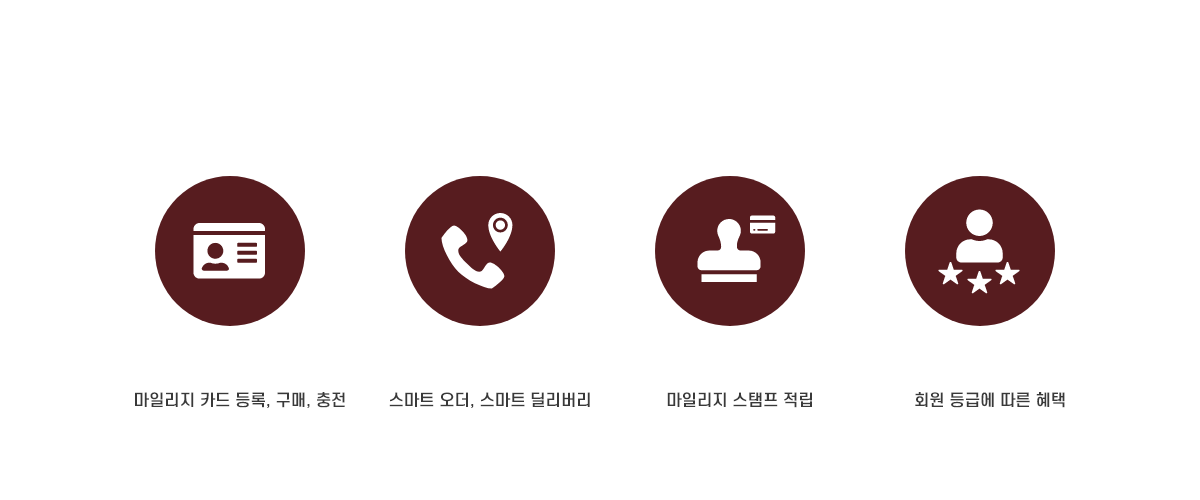 마일리지 카드 등록, 구매, 충전
스마트 오더, 스마트 딜리버리
마일리지 스탬프 적립
회원 등급에 따른 혜택